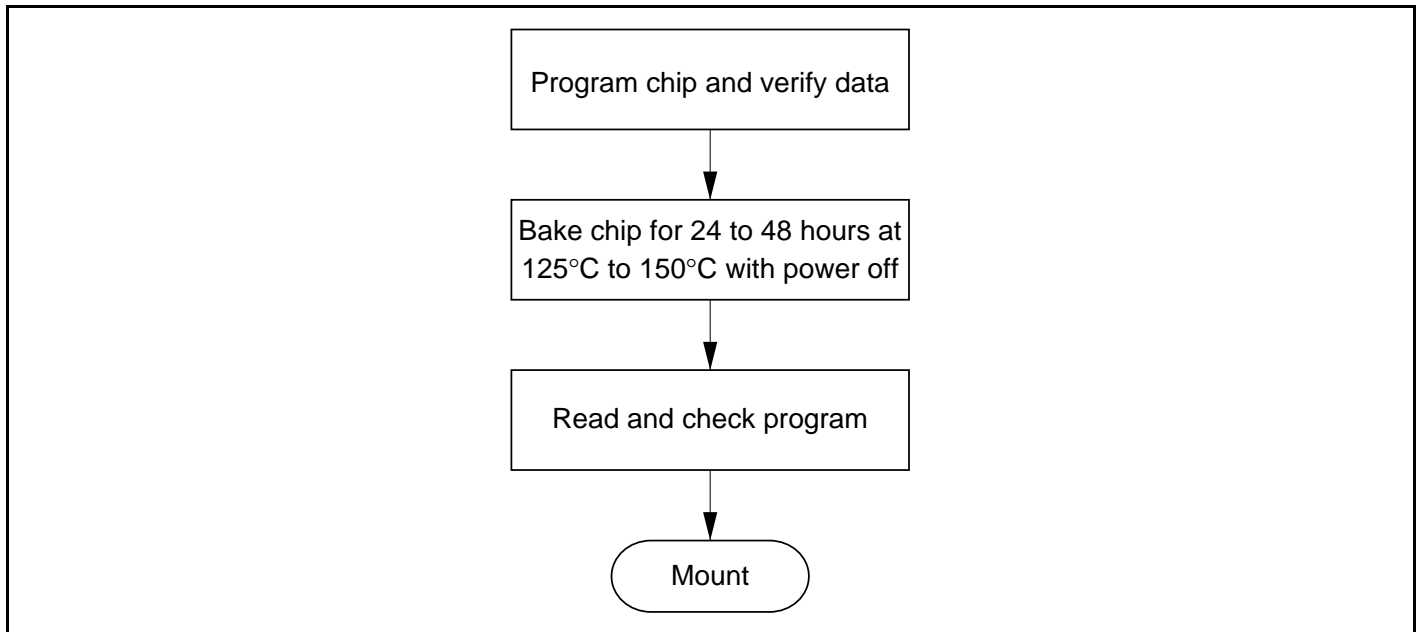 Program chip and verify data
Bake chip for 24 to 48 hours at
125°C to 150°C with power off
Read and check program
Mount